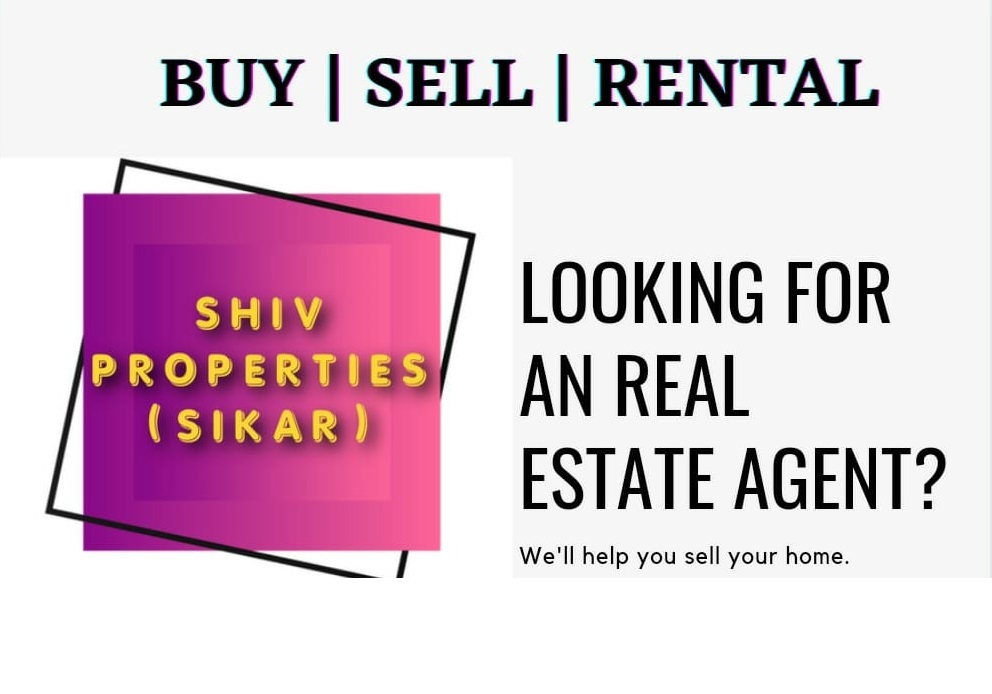 BUY | SELL | RENTAL
SHIV
PROPERTIES
(SIKAR)
LOOKING FOR
AN REAL
ESTATE AGENT?
We'll help you sell your home.